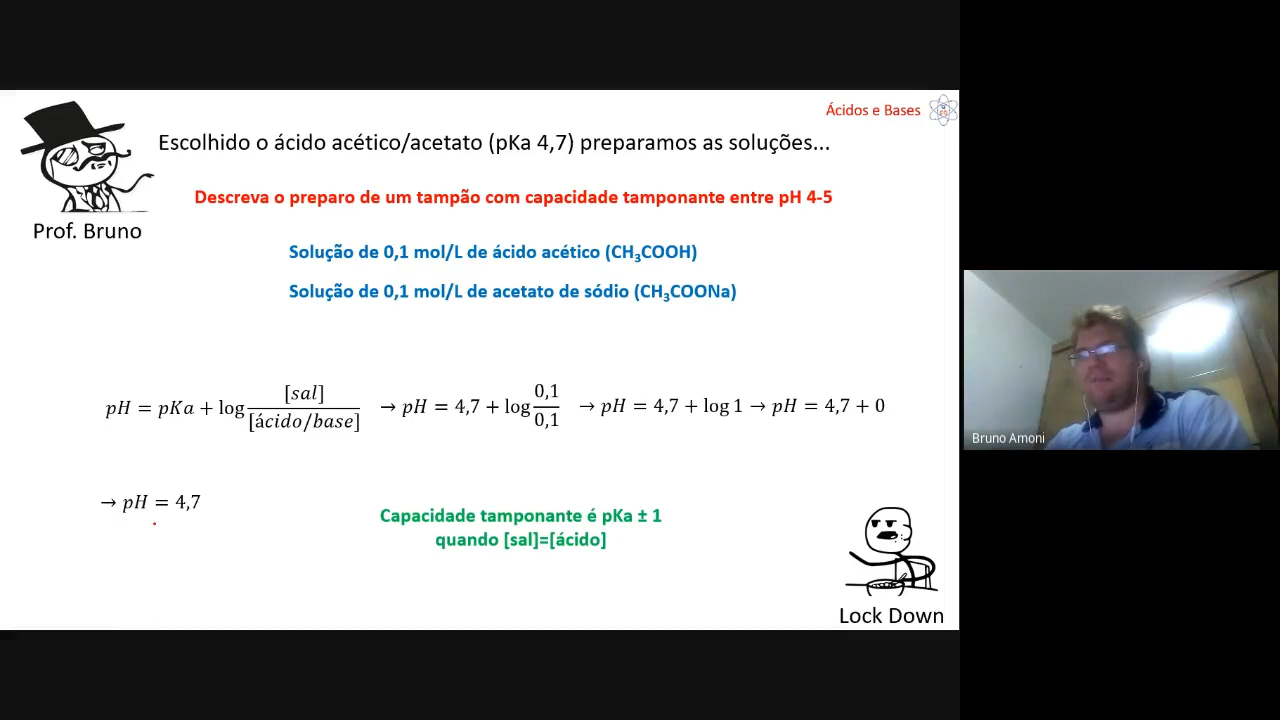 Ácidos e Bases
Escolhido o ácido acético/acetato (pKa 4,7) preparamos as soluções...
Descreva o preparo de um tampão com capacidade tamponante entre pH 4-5
Prof. Bruno
Solução de 0,1 mol/L de ácido acético (CH₃COOH)
Solução de 0,1 mol/L de acetato de sódio (CH₃COONa)
pH = pKa + log [sal]/[ácido/base] → pH = 4,7 + log 0,1/0,1 → pH = 4,7 + log 1 → pH = 4,7 + 0
Bruno Amoni
→ pH = 4,7
Capacidade tamponante é pKa ± 1
quando [sal]=[ácido]
Lock Down